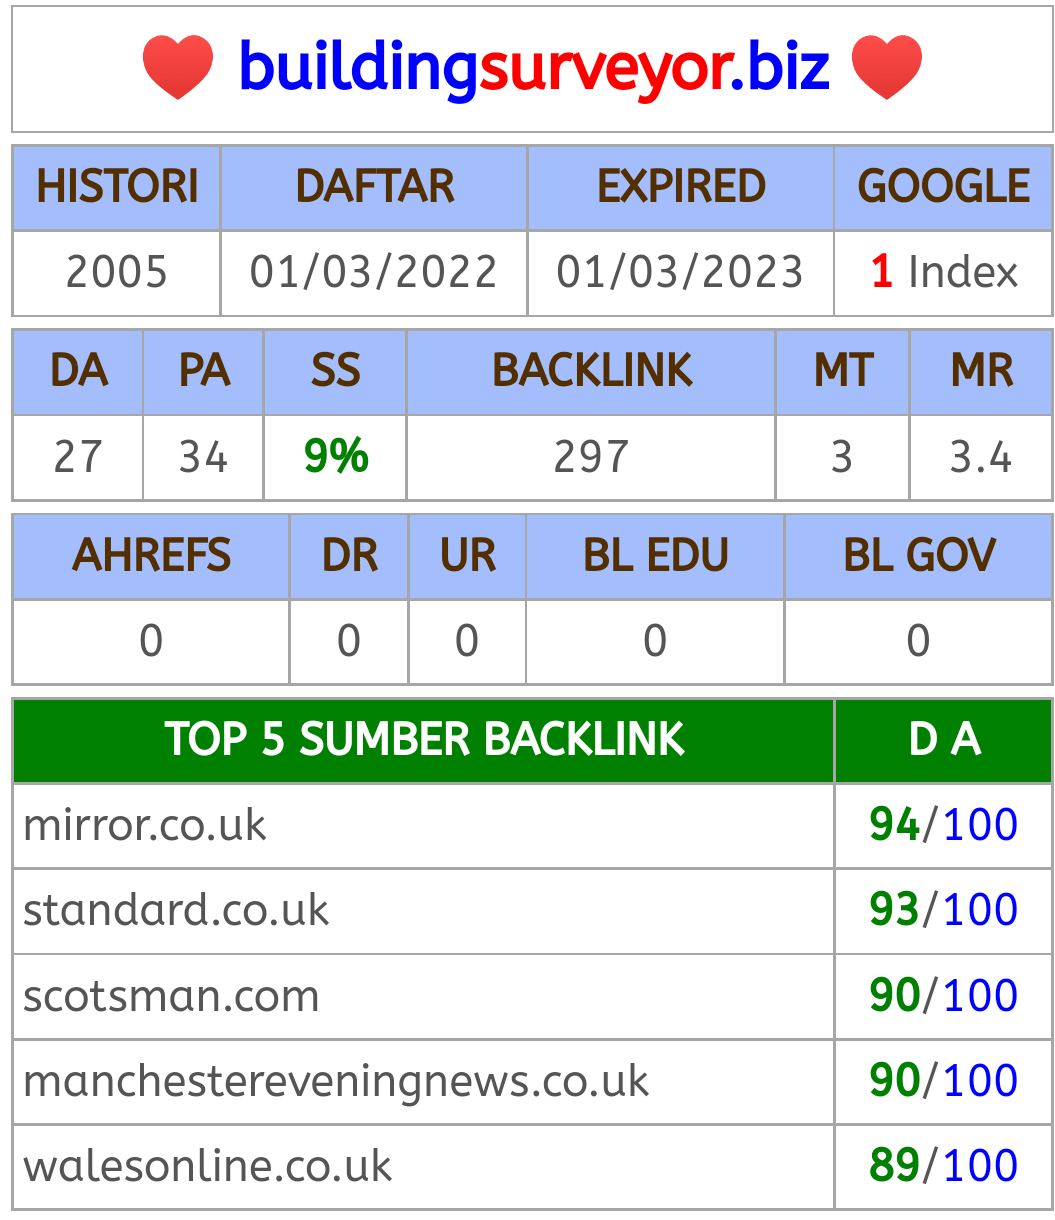 buildingsurveyor.biz
HISTORI DAFTAR EXPIRED GOOGLE
2005 01/03/2022 01/03/2023 1 Index
DA PA SS BACKLINK MT MR
27 34 9% 297 3 3.4
AHREFS DR UR BL EDU BL GOV
0 0 0 0 0
TOP 5 SUMBER BACKLINK D A
mirror.co.uk 94/100
standard.co.uk 93/100
scotsman.com 90/100
manchestereveningnews.co.uk 90/100
walesonline.co.uk 89/100